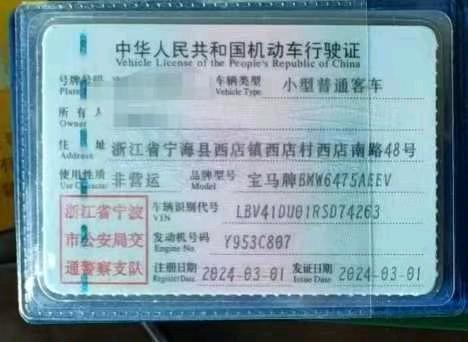 中华人民共和国机动车行驶证
Vehicle License of the People's Republic of China
号牌号码 车辆类型 小型普通客车
Plate Vehicle Type
所有人
Owner
住址 浙江省宁海县西店镇西店村西店南路48号
Address
使用性质 非营运 品牌型号 宝马牌BMW6475AEEV
Use Character Model
浙江省宁波
市公安局交
通警察支队
车辆识别代号 LBV41DU01RSD74263
VIN
发动机号码 Y953C807
Engine No.
注册日期 2024-03-01 发证日期 2024-03-01
Register Date Issue Date